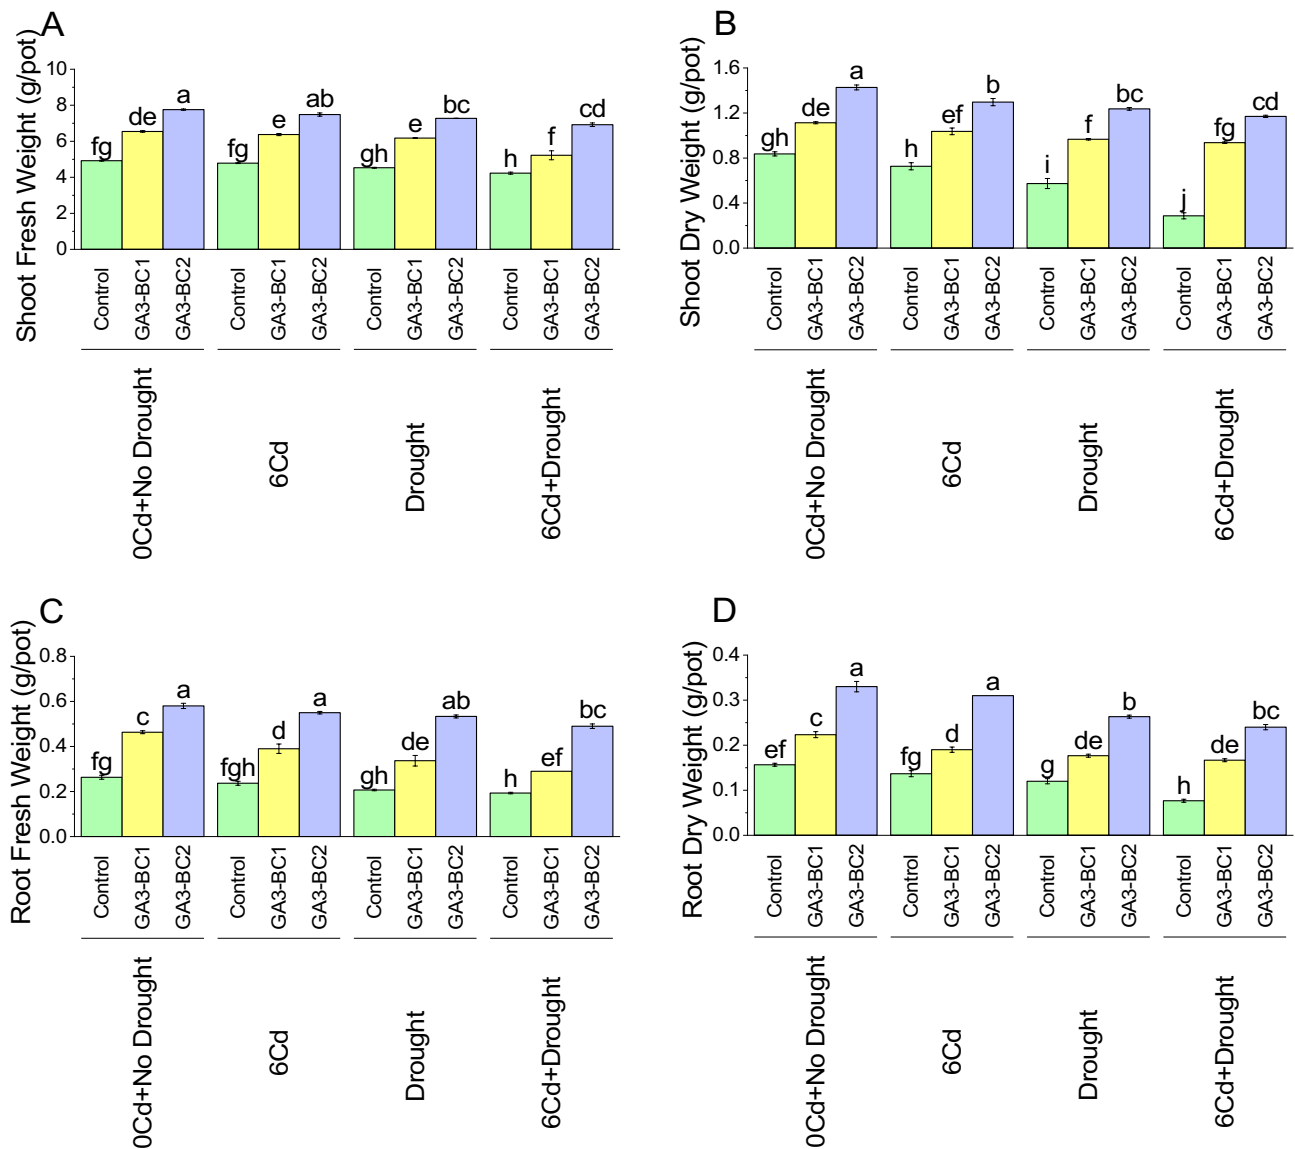 A
Shoot Fresh Weight (g/pot)
10
8
6
4
2
0
fg
de
a
fg
e
ab
gh
e
bc
h
f
cd
Control
GA3-BC1
GA3-BC2
Control
GA3-BC1
GA3-BC2
Control
GA3-BC1
GA3-BC2
Control
GA3-BC1
GA3-BC2
0Cd+No Drought
6Cd
Drought
6Cd+Drought
B
Shoot Dry Weight (g/pot)
1.6
1.2
0.8
0.4
0.0
gh
de
a
h
ef
b
i
f
bc
j
fg
cd
Control
GA3-BC1
GA3-BC2
Control
GA3-BC1
GA3-BC2
Control
GA3-BC1
GA3-BC2
Control
GA3-BC1
GA3-BC2
0Cd+No Drought
6Cd
Drought
6Cd+Drought
C
Root Fresh Weight (g/pot)
0.8
0.6
0.4
0.2
0.0
fg
c
a
fgh
d
a
gh
de
ab
h
ef
bc
Control
GA3-BC1
GA3-BC2
Control
GA3-BC1
GA3-BC2
Control
GA3-BC1
GA3-BC2
Control
GA3-BC1
GA3-BC2
0Cd+No Drought
6Cd
Drought
6Cd+Drought
D
Root Dry Weight (g/pot)
0.4
0.3
0.2
0.1
0.0
ef
c
a
fg
d
a
g
de
b
h
de
bc
Control
GA3-BC1
GA3-BC2
Control
GA3-BC1
GA3-BC2
Control
GA3-BC1
GA3-BC2
Control
GA3-BC1
GA3-BC2
0Cd+No Drought
6Cd
Drought
6Cd+Drought